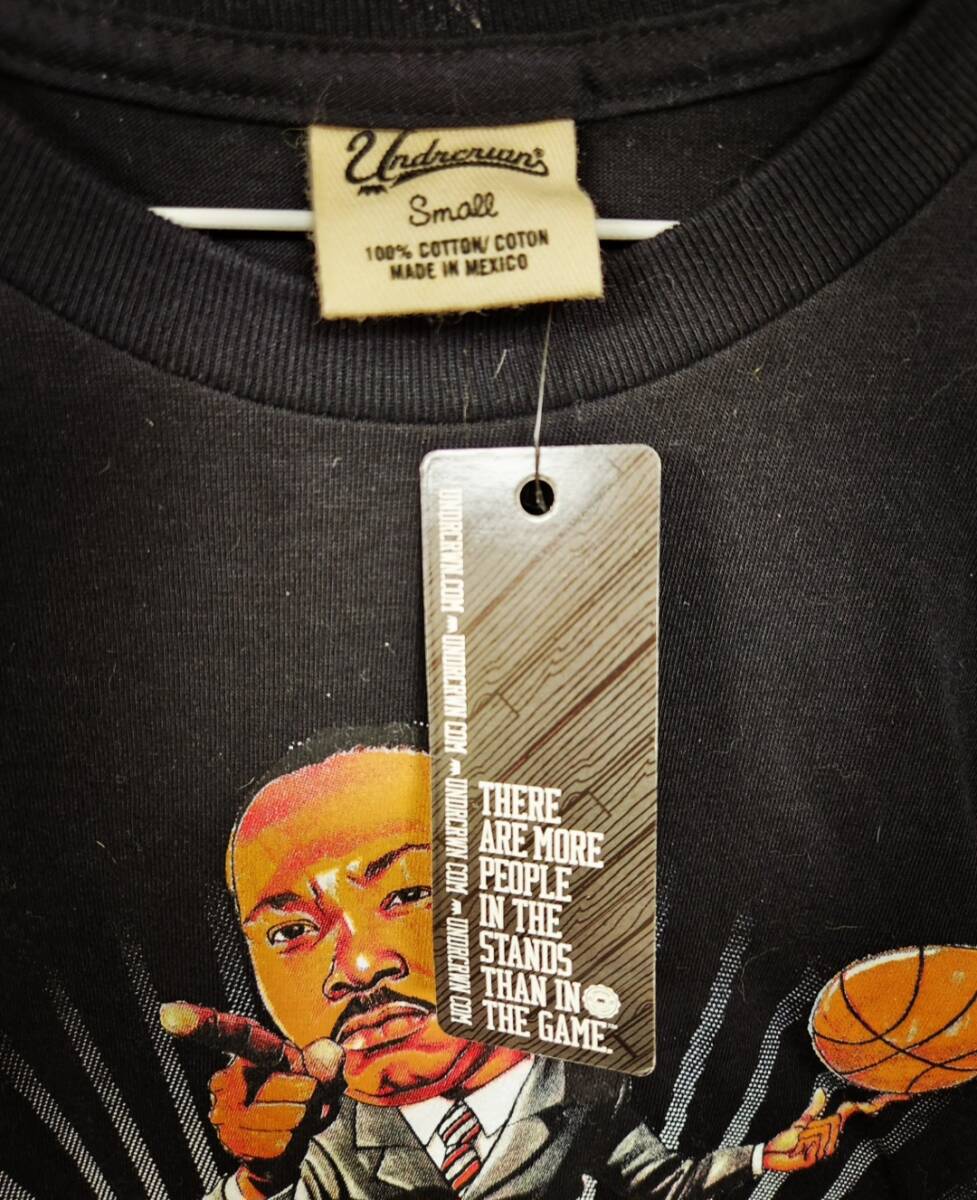 Undrcrwn®
Small
100% COTTON/ COTON
MADE IN MEXICO
UNDRCRWN.COM UNDRCRWN.COM UNDRCRWN.COM UNDRCRWN.COM
THERE
ARE MORE
PEOPLE
IN THE
STANDS
THAN IN
THE GAME.™